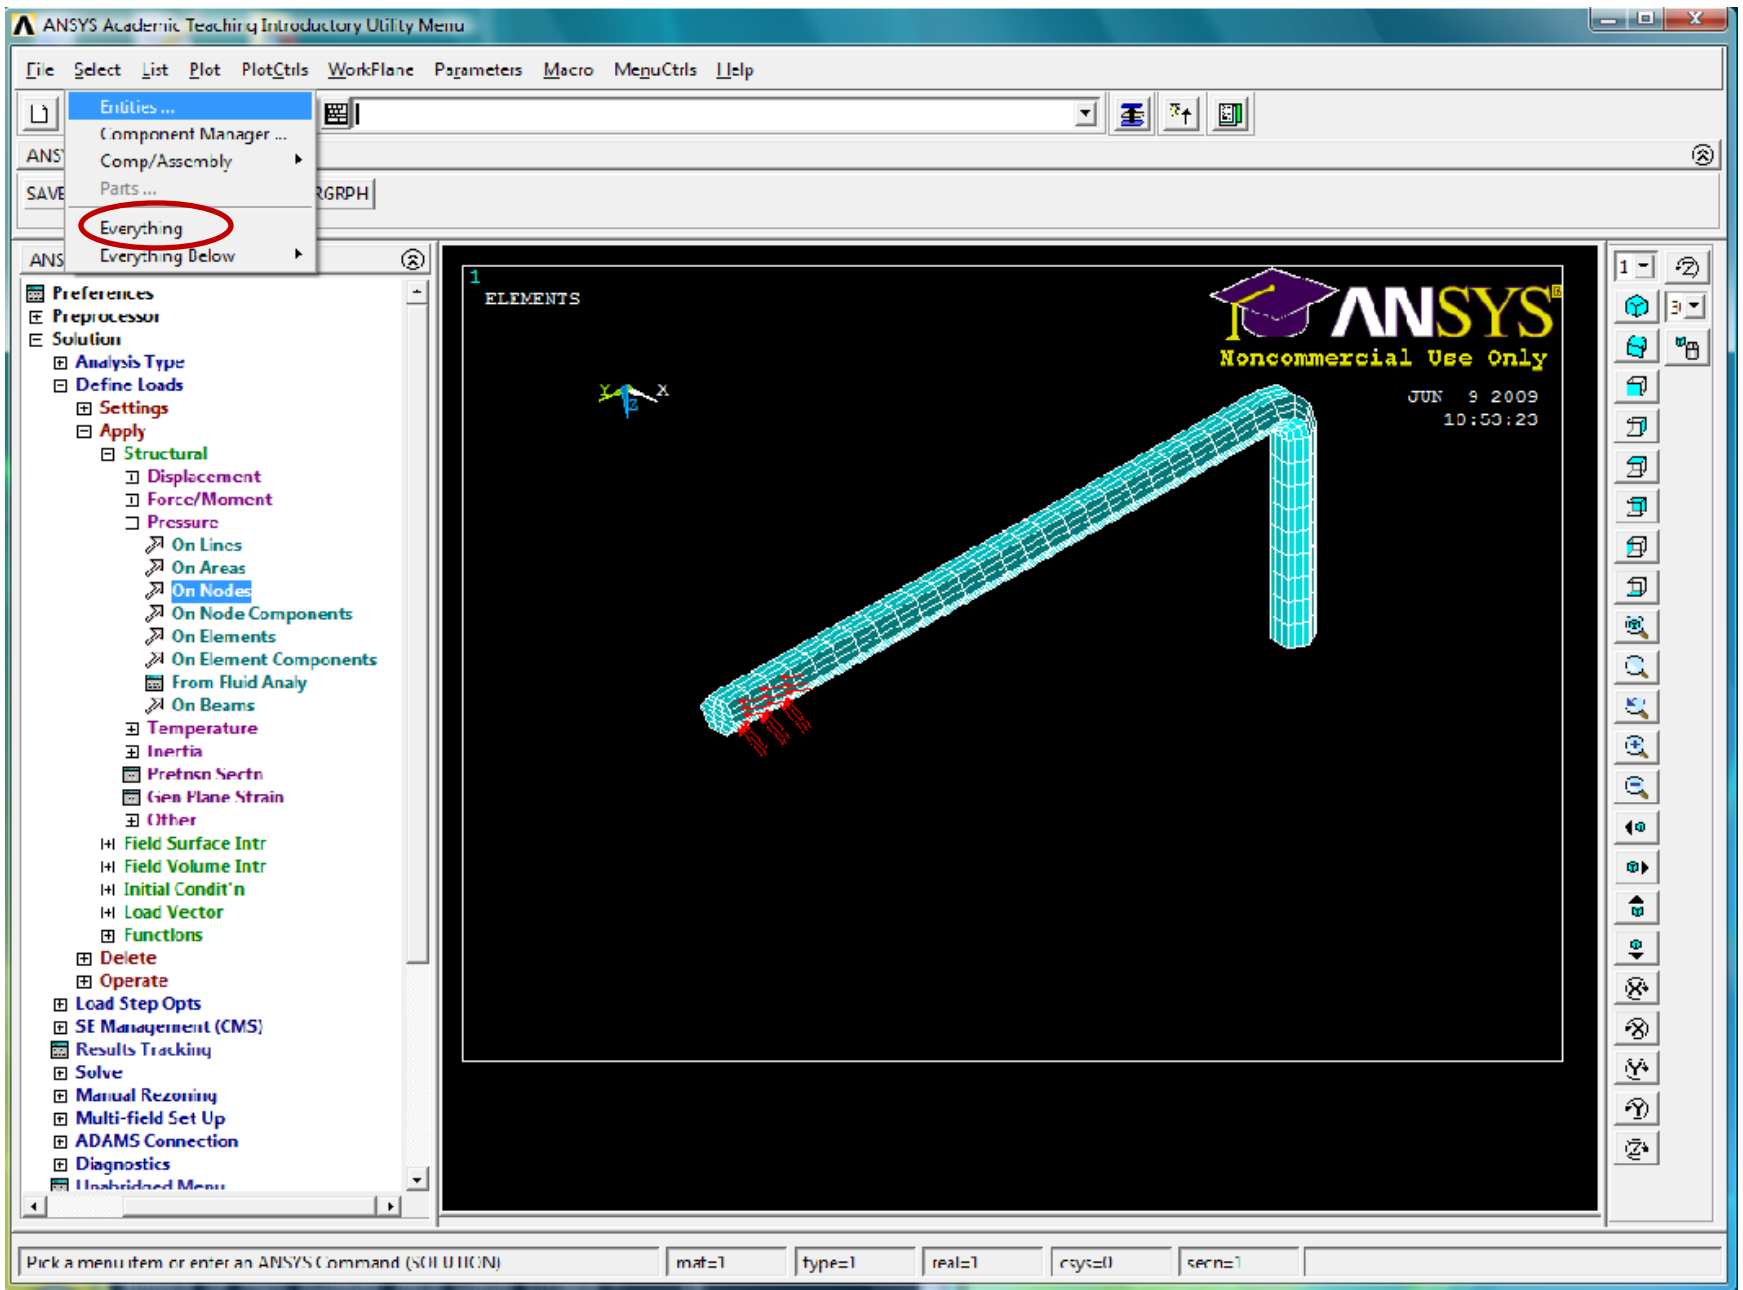 ANSYS Academic Teaching Introductory Utility Menu
File Select List Plot PlotCtrls WorkPlane Parameters Macro MenuCtrls Help
Entities ...
Component Manager ...
ANS
Comp/Assembly
Parts ...
SAVE
RGRPH
Everything
ANS
Everything Below
Preferences
Preprocessor
Solution
Analysis Type
Define Loads
Settings
Apply
Structural
Displacement
Force/Moment
Pressure
On Lines
On Areas
On Nodes
On Node Components
On Elements
On Element Components
From Fluid Analy
On Beams
Temperature
Inertia
Pretnsn Sectn
Gen Plane Strain
Other
Field Surface Intr
Field Volume Intr
Initial Condit'n
Load Vector
Functions
Delete
Operate
Load Step Opts
SE Management (CMS)
Results Tracking
Solve
Manual Rezoning
Multi-field Set Up
ADAMS Connection
Diagnostics
Unabridged Menu
1
ELEMENTS
ANSYS
Noncommercial Use Only
JUN 9 2009
10:53:23
Y X
Z
1
Pick a menu item or enter an ANSYS Command (SOLUTION)
mat=1
type=1
real=1
csys=0
secn=1